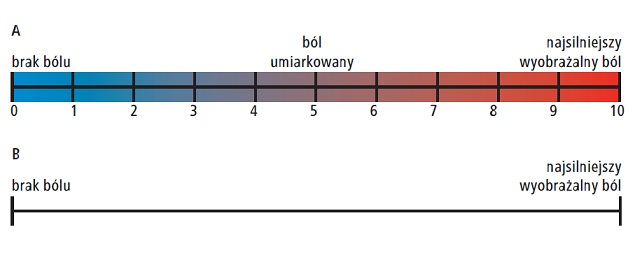 A
ból
umiarkowany
najsilniejszy
wyobrażalny ból
brak bólu
0 1 2 3 4 5 6 7 8 9 10
B
najsilniejszy
wyobrażalny ból
brak bólu